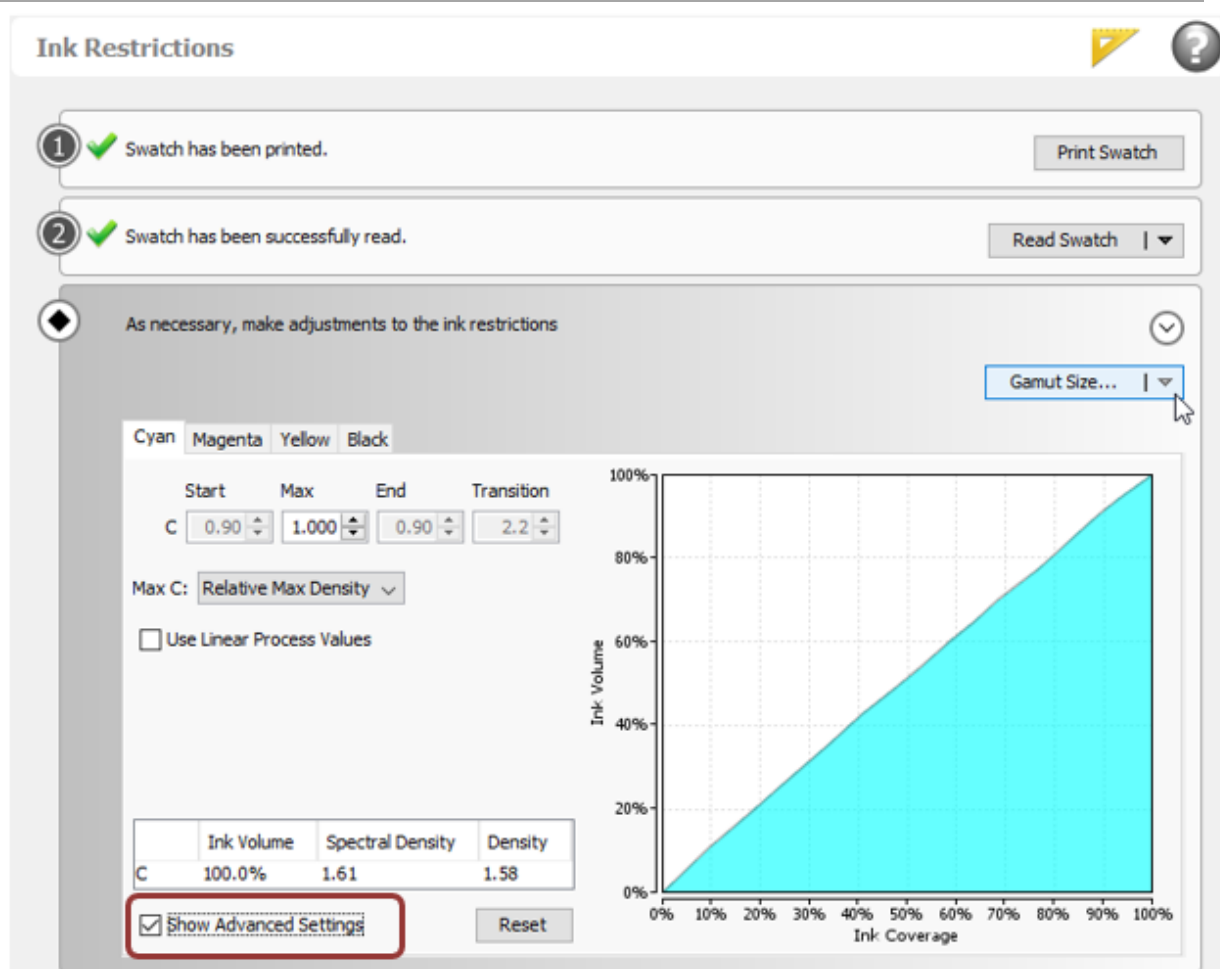 Ink Restrictions
?
1
Swatch has been printed.
Print Swatch
2
Swatch has been successfully read.
Read Swatch
As necessary, make adjustments to the ink restrictions
Gamut Size...
Cyan Magenta Yellow Black
Start Max End Transition
C 0.90 1.000 0.90 2.2
Max C: Relative Max Density
Use Linear Process Values
Ink Volume Spectral Density Density
C 100.0% 1.61 1.58
Show Advanced Settings
Reset
100%
80%
60%
40%
20%
0%
Ink Volume
0% 10% 20% 30% 40% 50% 60% 70% 80% 90% 100%
Ink Coverage